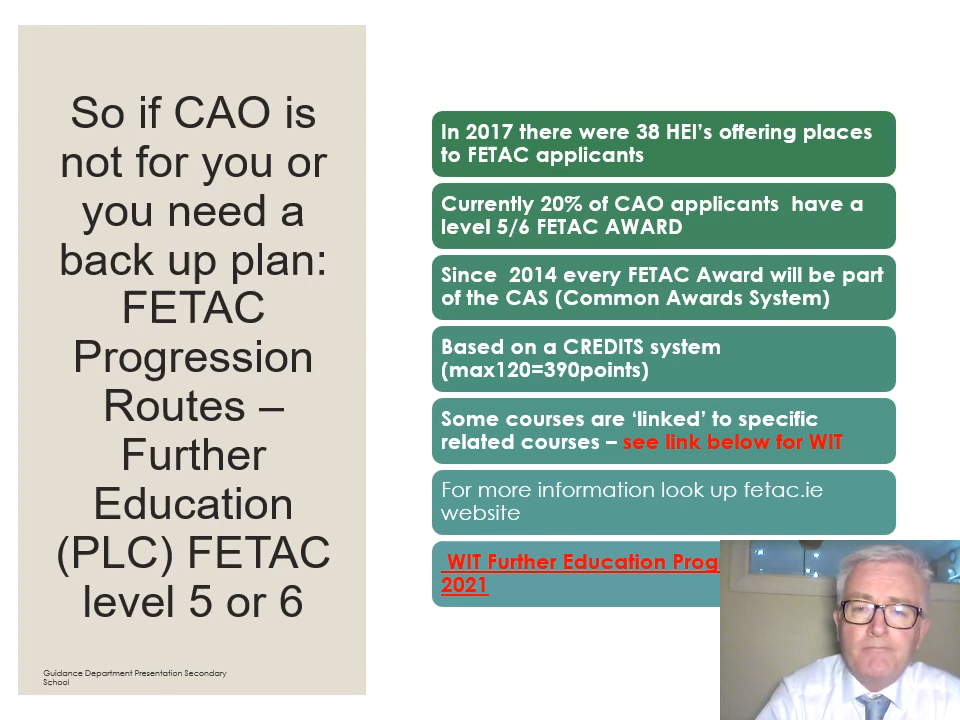 So if CAO is
not for you or
you need a
back up plan:
FETAC
Progression
Routes –
Further
Education
(PLC) FETAC
level 5 or 6
Guidance Department Presentation Secondary
School
In 2017 there were 38 HEI’s offering places
to FETAC applicants
Currently 20% of CAO applicants  have a
level 5/6 FETAC AWARD
Since  2014 every FETAC Award will be part
of the CAS (Common Awards System)
Based on a CREDITS system
(max120=390points)
Some courses are ‘linked’ to specific
related courses – see link below for WIT
For more information look up fetac.ie
website
WIT Further Education
2021